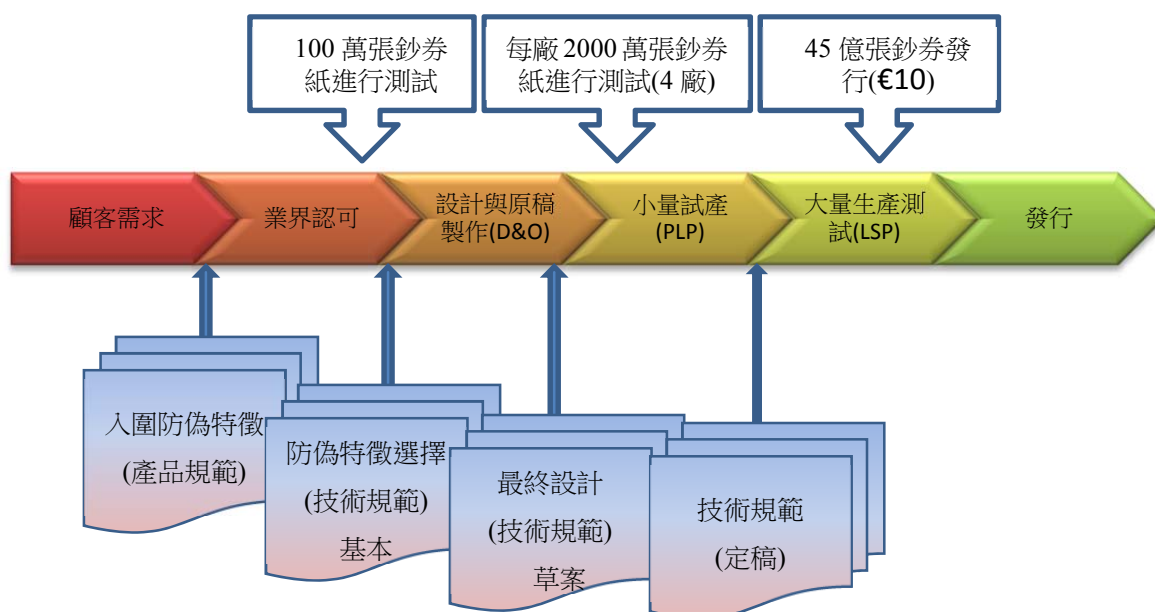 100 萬張鈔券
紙進行測試
每廠 2000 萬張鈔券
紙進行測試(4 廠)
45 億張鈔券發
行(€10)
顧客需求
業界認可
設計與原稿
製作(D&O)
小量試產
(PLP)
大量生產測
試(LSP)
發行
入圍防偽特徵
(產品規範)
防偽特徵選擇
(技術規範)
基本
最終設計
(技術規範)
草案
技術規範
(定稿)